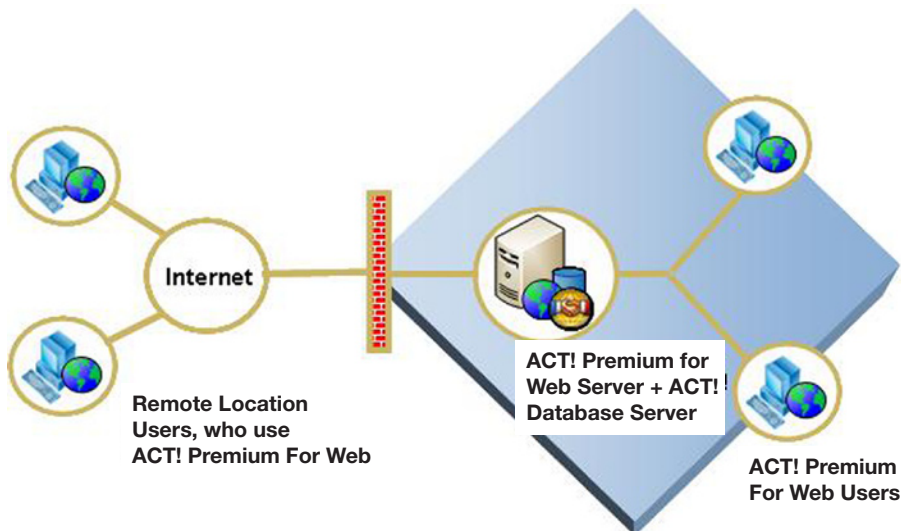 Internet
Remote Location
Users, who use
ACT! Premium For Web
ACT! Premium for
Web Server + ACT!
Database Server
ACT! Premium
For Web Users